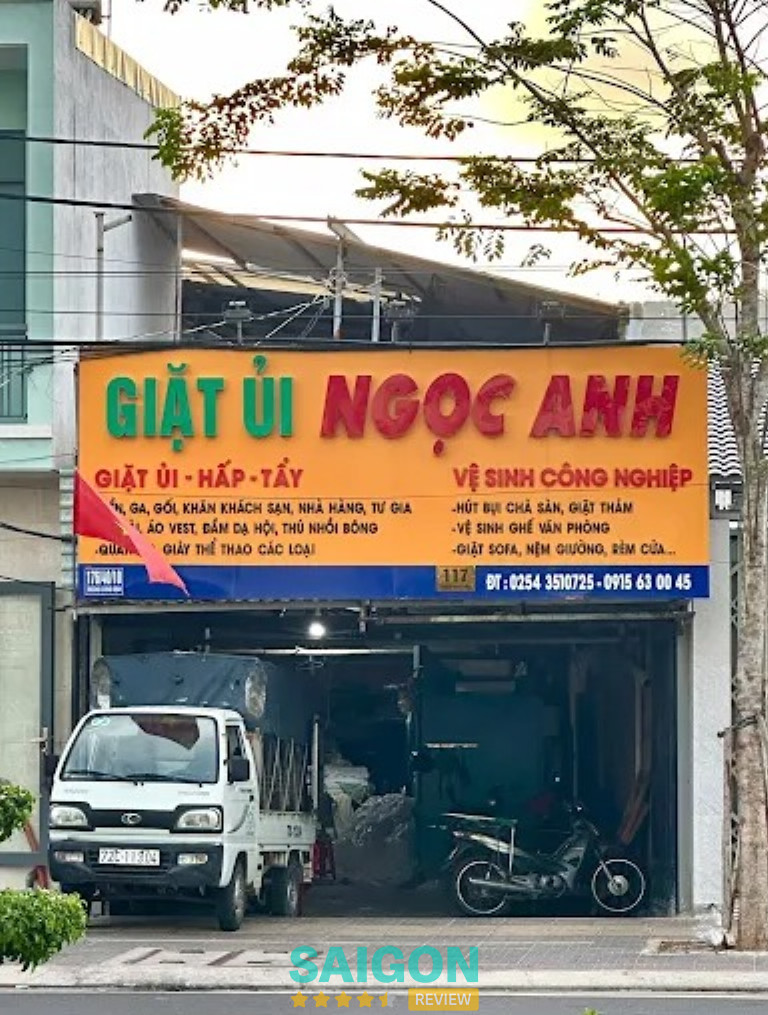 GIẶT ỦI NGỌC ANH
GIẶT ỦI - HẤP - TẨY
GA, GỐI, KHĂN KHÁCH SẠN, NHÀ HÀNG, TƯ GIA
ÁO VEST, ĐẦM DẠ HỘI, THÚ NHỒI BÔNG
GIÀY THỂ THAO CÁC LOẠI
VỆ SINH CÔNG NGHIỆP
-HÚT BỤI CHÀ SÀN, GIẶT THẢM
-VỆ SINH GHẾ VĂN PHÒNG
-GIẶT SOFA, NỆM GIƯỜNG, RÈM CỬA...
117
ĐT : 0254 3510725 - 0915 63 00 45
SAIGON
REVIEW